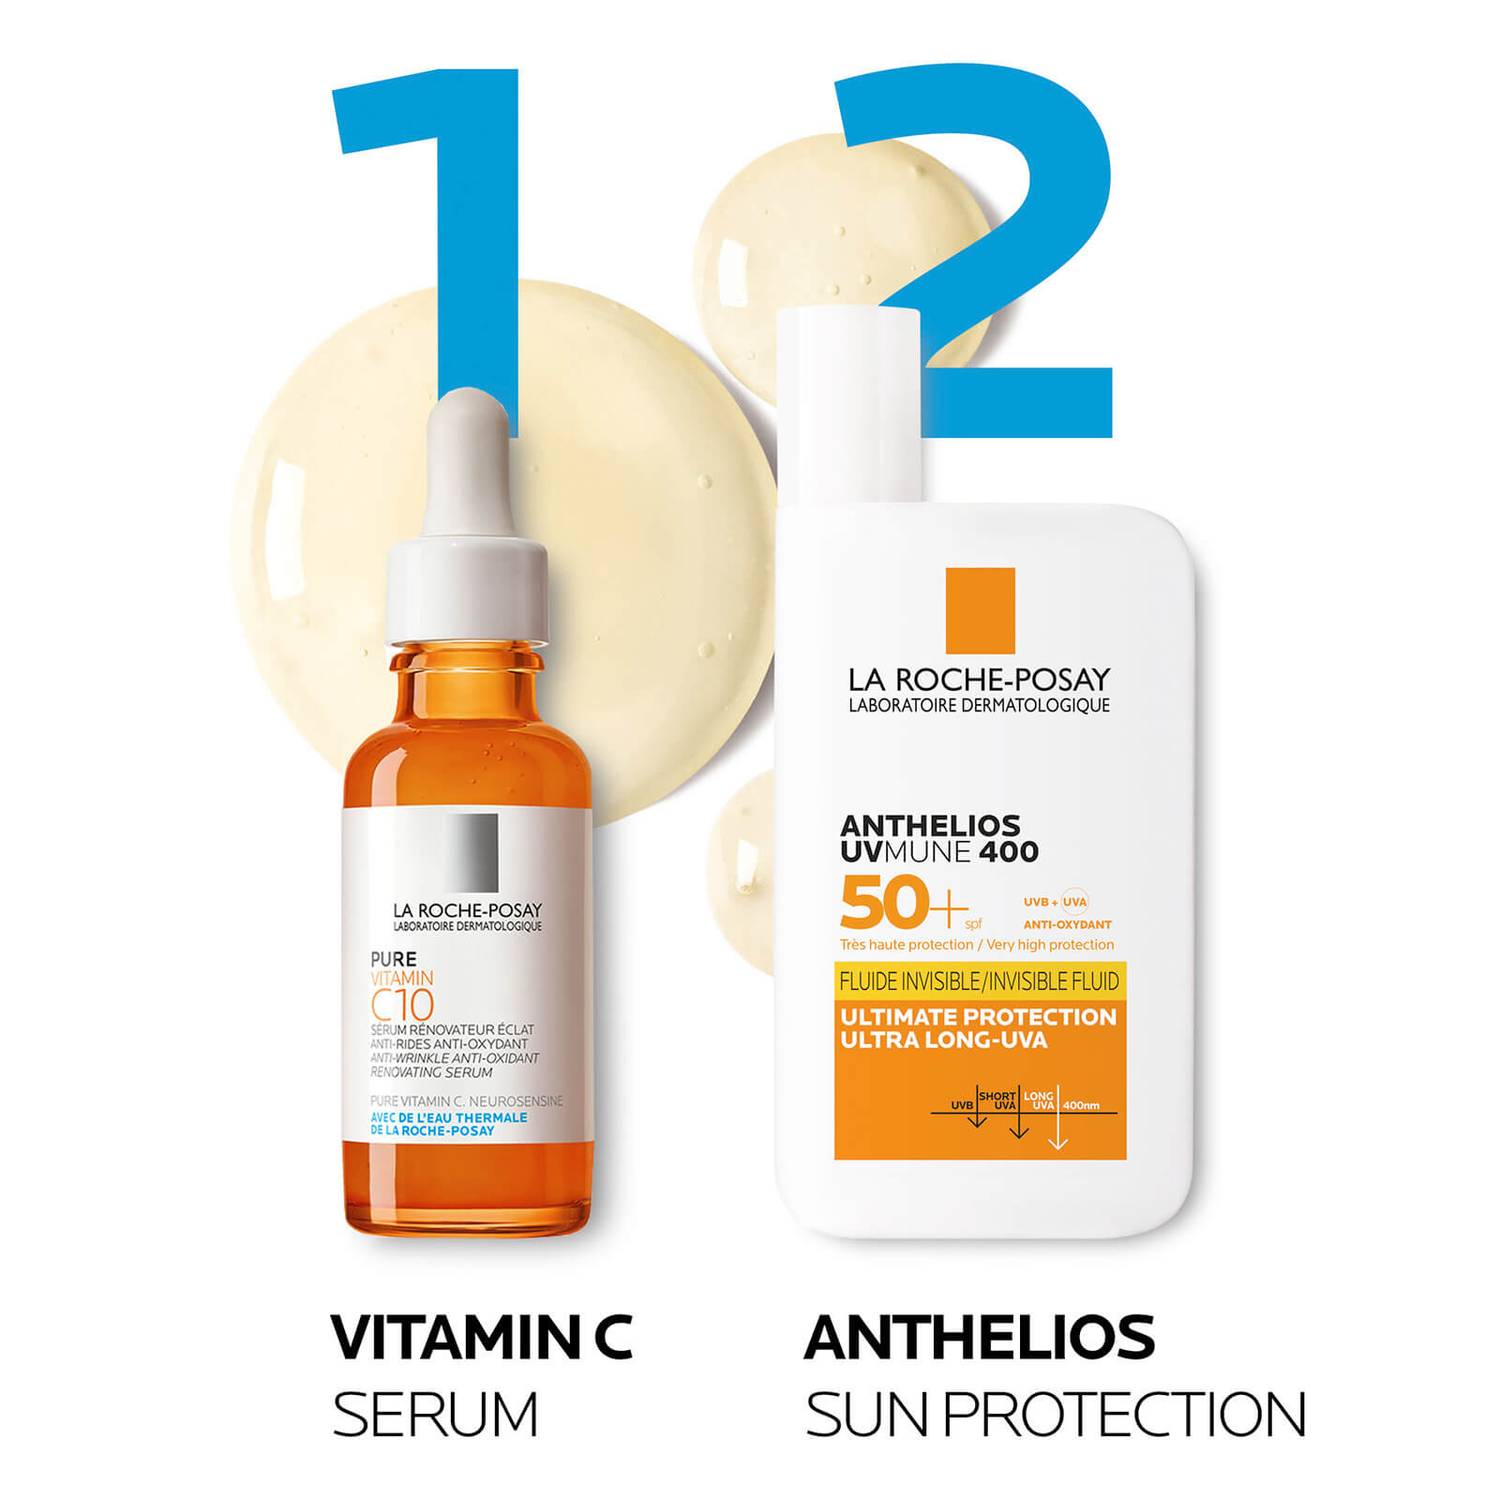 1
2
LA ROCHE-POSAY
LABORATOIRE DERMATOLOGIQUE
PURE
VITAMIN
C10
SÉRUM RÉNOVATEUR ÉCLAT
ANTI-RIDES ANTI-OXYDANT
ANTI-WRINKLE ANTI-OXIDANT
RENOVATING SERUM
PURE VITAMIN C. NEUROSENSINE
AVEC DE L'EAU THERMALE
DE LA ROCHE-POSAY
LA ROCHE-POSAY
LABORATOIRE DERMATOLOGIQUE
ANTHELIOS
UVMUNE 400
50+ spf
UVB + UVA
ANTI-OXYDANT
Très haute protection / Very high protection
FLUIDE INVISIBLE/INVISIBLE FLUID
ULTIMATE PROTECTION
ULTRA LONG-UVA
UVB
SHORT
UVA
LONG
UVA
400nm
VITAMIN C
SERUM
ANTHELIOS
SUN PROTECTION